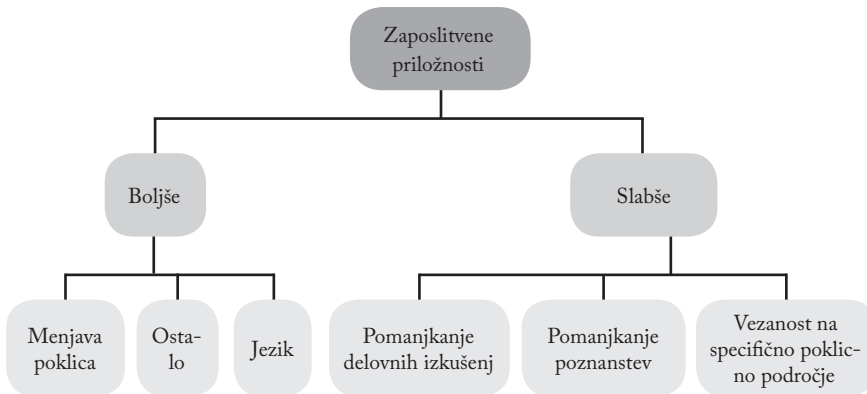 Zaposlitvene
priložnosti
Boljše
Slabše
Menjava
poklica
Osta-
lo
Jezik
Pomanjkanje
delovnih izkušenj
Pomanjkanje
poznanstev
Vezanost na
specifično poklic-
no področje